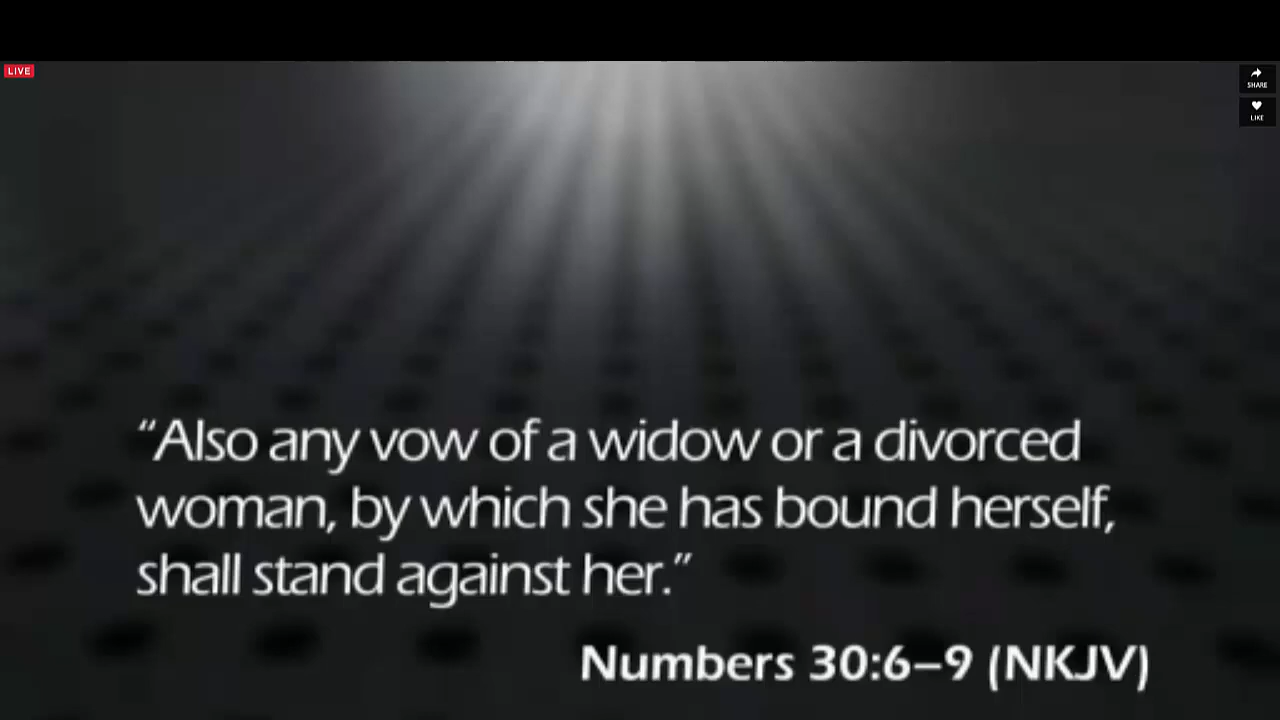 LIVE
SHARE
LIKE
“Also any vow of a widow or a divorced
woman, by which she has bound herself,
shall stand against her.”
Numbers 30:6–9 (NKJV)